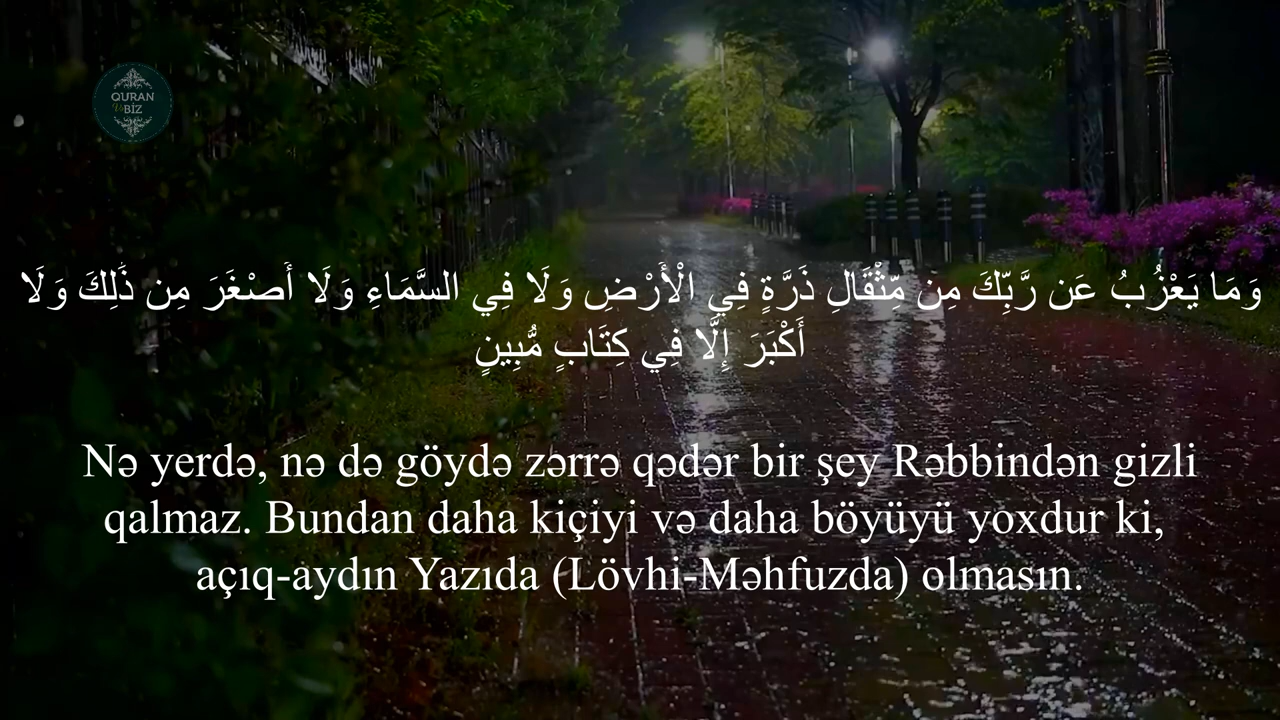 QURAN
Və BİZ
وَمَا يَعْزُبُ عَن رَّبِّكَ مِن مِّثْقَالِ ذَرَّةٍ فِي الْأَرْضِ وَلَا فِي السَّمَاءِ وَلَا أَصْغَرَ مِن ذَٰلِكَ وَلَا
أَكْبَرَ إِلَّا فِي كِتَابٍ مُّبِينٍ
Nə yerdə, nə də göydə zərrə qədər bir şey Rəbbindən gizli
qalmaz. Bundan daha kiçiyi və daha böyüyü yoxdur ki,
açıq-aydın Yazıda (Lövhi-Məhfuzda) olmasın.